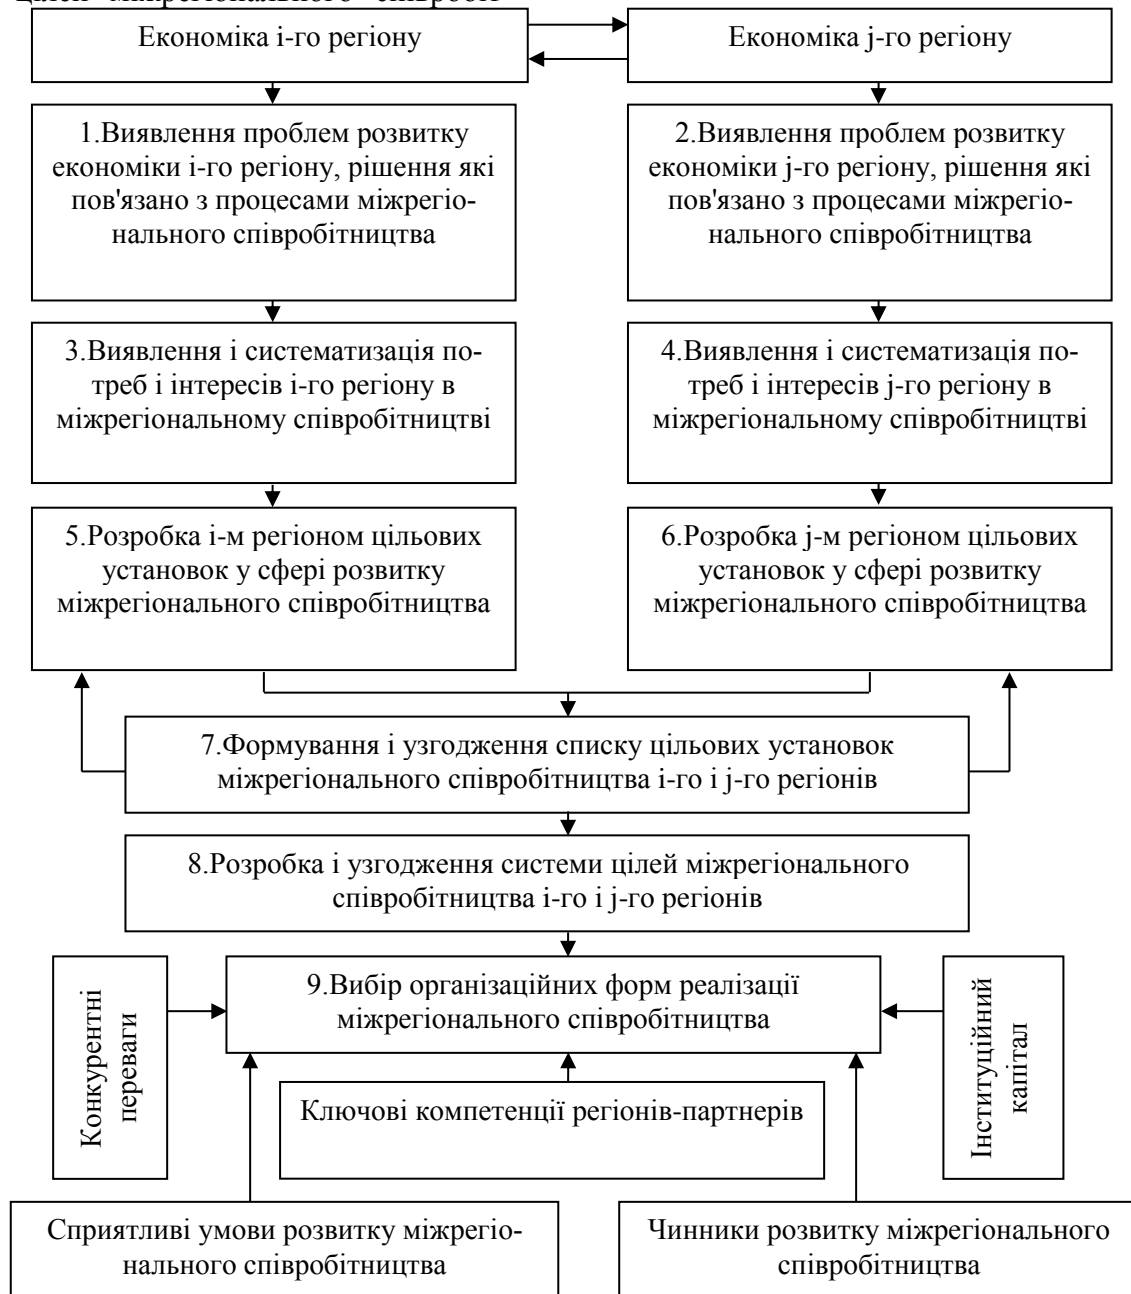 цілей міжрегіонального співробіт-
Економіка і-го регіону
Економіка j-го регіону
1.Виявлення проблем розвитку
економіки і-го регіону, рішення які
пов'язано з процесами міжрегіо-
нального співробітництва
2.Виявлення проблем розвитку
економіки j-го регіону, рішення які
пов'язано з процесами міжрегіо-
нального співробітництва
3.Виявлення і систематизація по-
треб і інтересів і-го регіону в
міжрегіональному співробітництві
4.Виявлення і систематизація по-
треб і інтересів j-го регіону в
міжрегіональному співробітництві
5.Розробка і-м регіоном цільових
установок у сфері розвитку
міжрегіонального співробітництва
6.Розробка j-м регіоном цільових
установок у сфері розвитку
міжрегіонального співробітництва
7.Формування і узгодження списку цільових установок
міжрегіонального співробітництва і-го і j-го регіонів
8.Розробка і узгодження системи цілей міжрегіонального
співробітництва і-го і j-го регіонів
Конкурентні
переваги
9.Вибір організаційних форм реалізації
міжрегіонального співробітництва
Інституційний
капітал
Ключові компетенції регіонів-партнерів
Сприятливі умови розвитку міжрегіо-
нального співробітництва
Чинники розвитку міжрегіонального
співробітництва